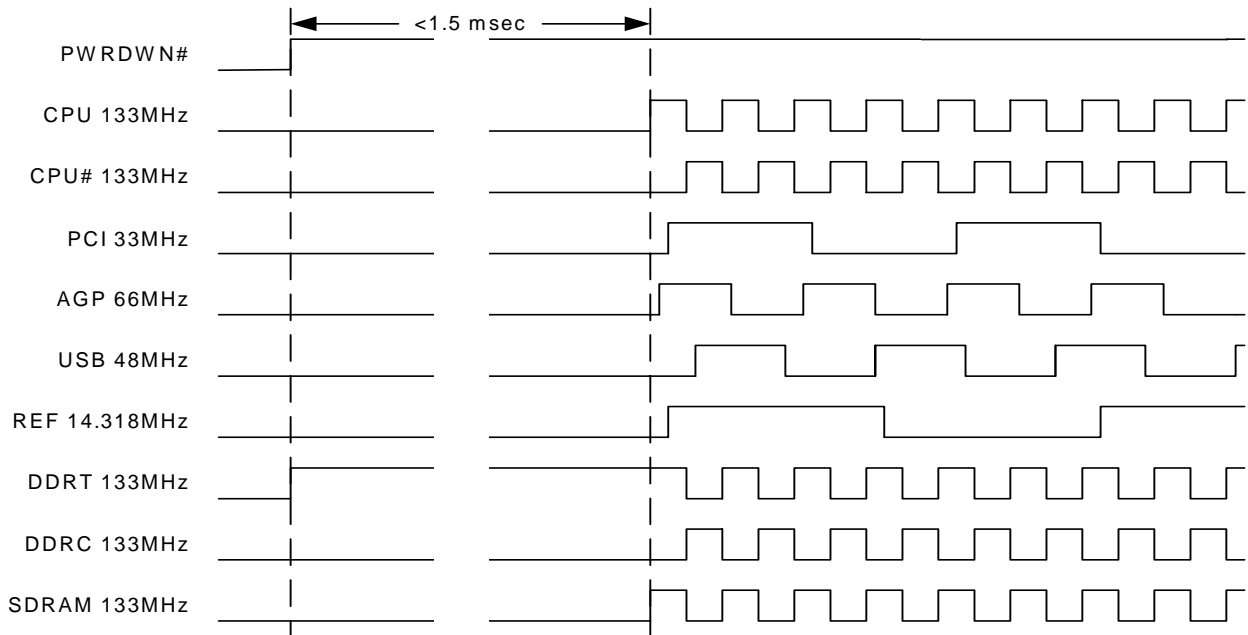 <1.5 msec
PWRDWN#
CPU 133MHz
CPU# 133MHz
PCI 33MHz
AGP 66MHz
USB 48MHz
REF 14.318MHz
DDRT 133MHz
DDRC 133MHz
SDRAM 133MHz